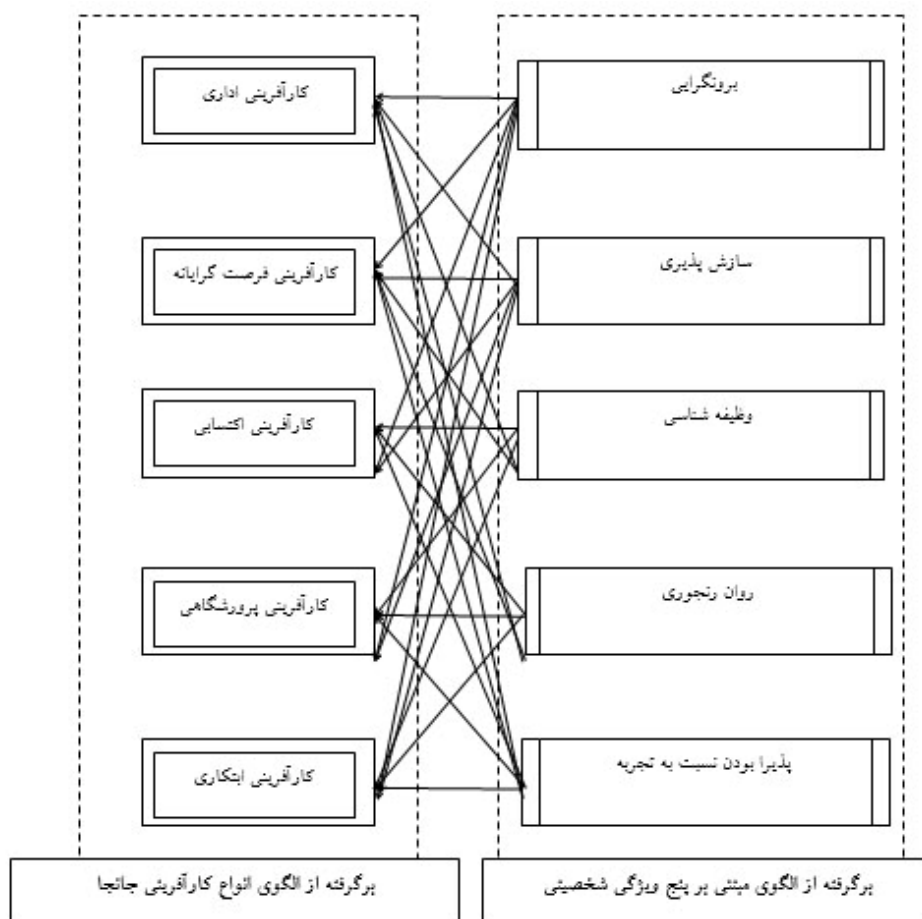 برونگرایی
کارآفرینی اداری
سازش پذیری
کارآفرینی فرصت گرایانه
وظیفه شناسی
کارآفرینی اکتسابی
روان رنجوری
کارآفرینی پرورشگاهی
پذیرا بودن نسبت به تجربه
کارآفرینی ابتکاری
برگرفته از الگوی مبتنی بر پنج ویژگی شخصیتی
برگرفته از الگوی انواع کارآفرینی جانجا